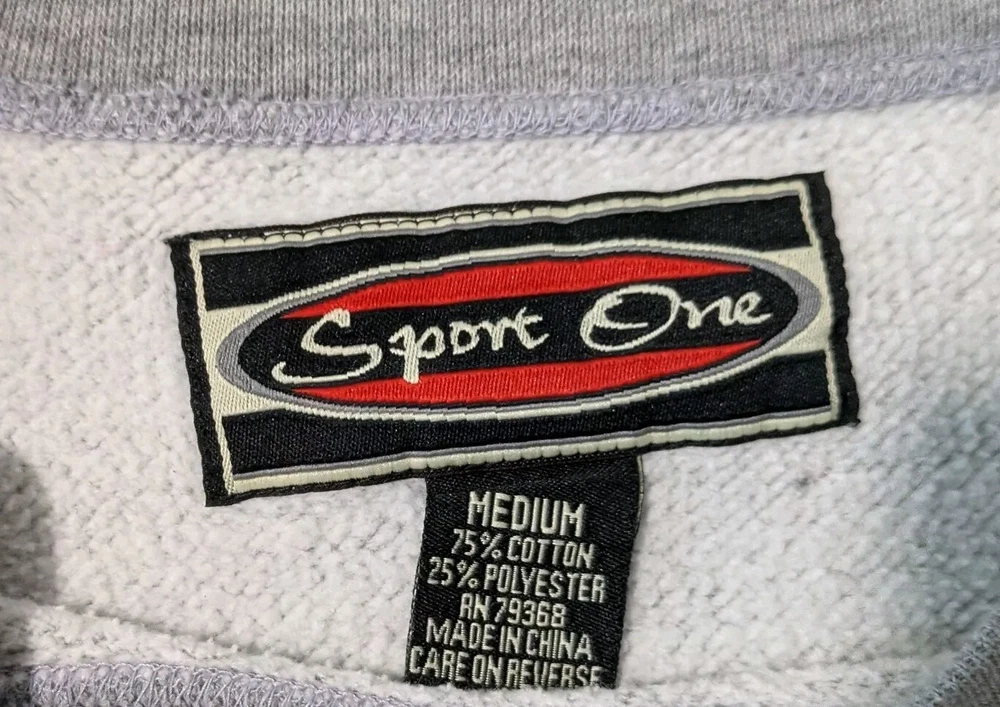 Sport One
MEDIUM
75% COTTON
25% POLYESTER
RN 79368
MADE IN CHINA
CARE ON REVERSE